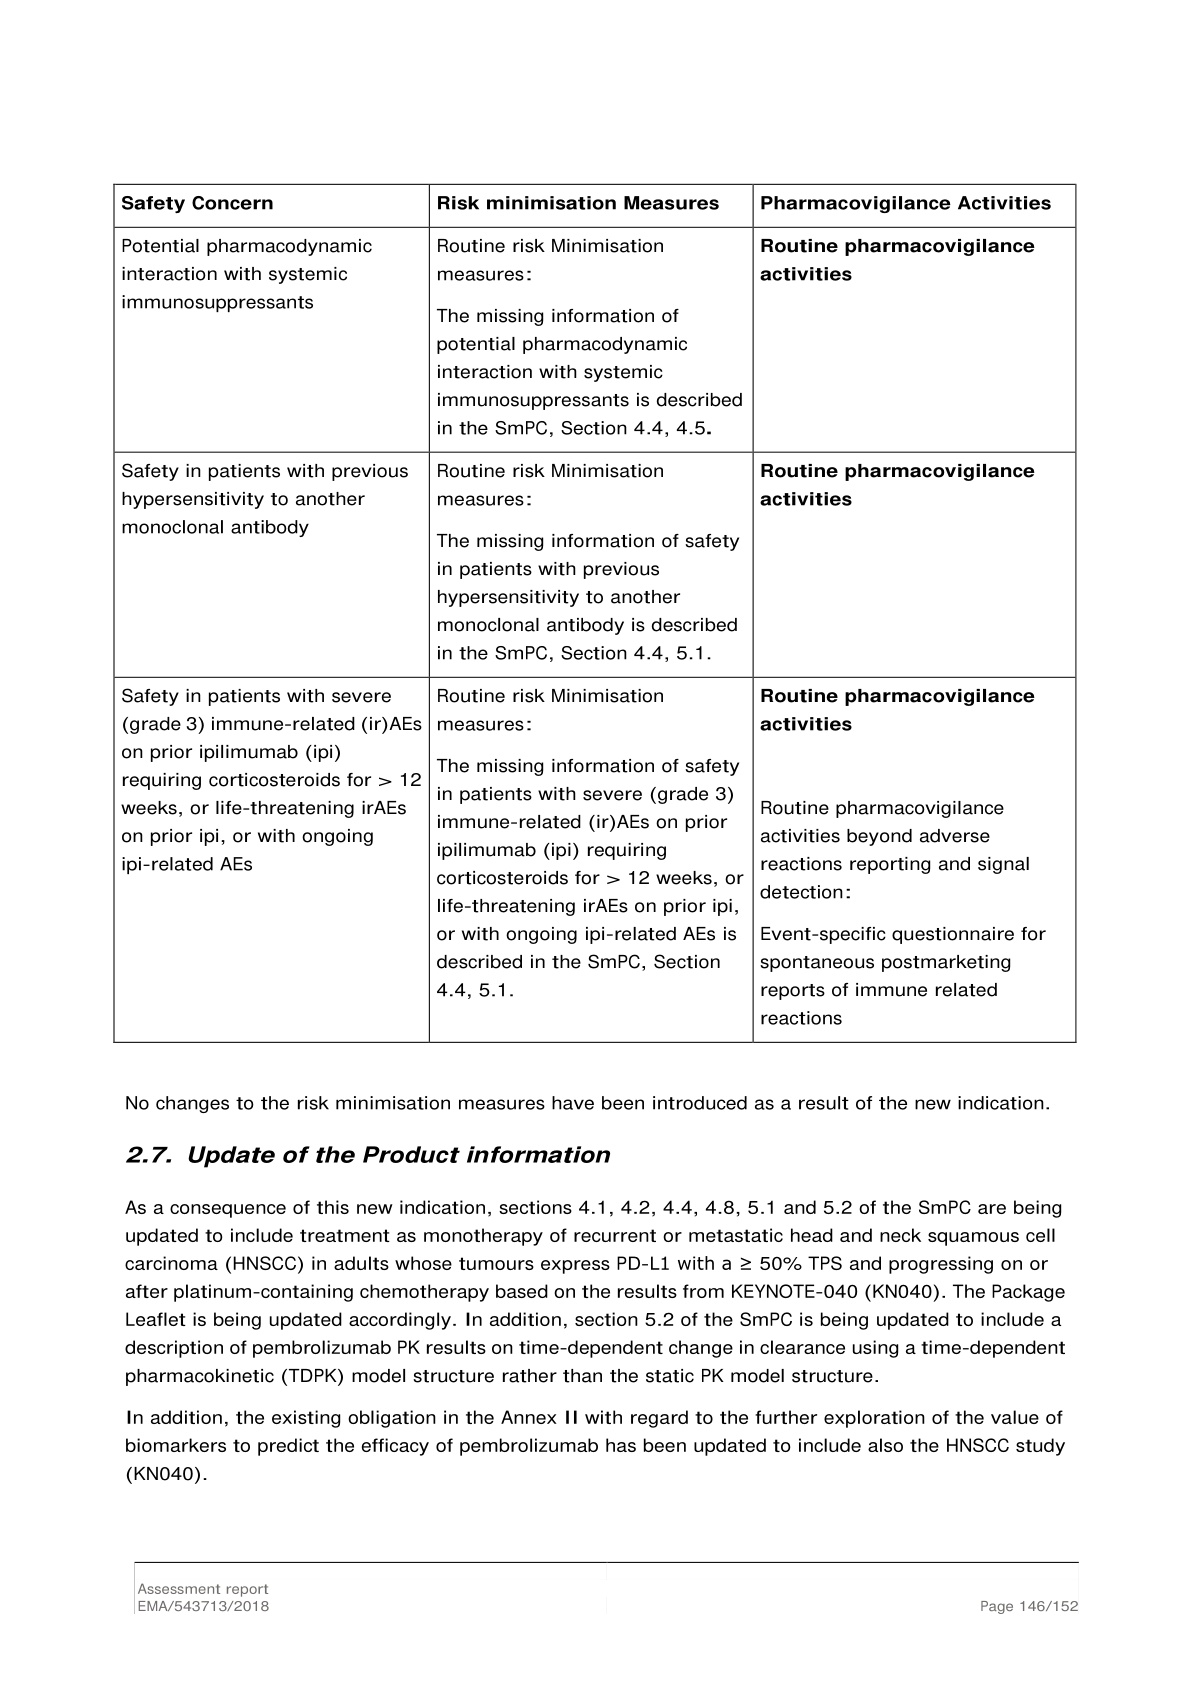 Safety Concern
Risk minimisation Measures
Pharmacovigilance Activities
Potential pharmacodynamic
interaction with systemic
immunosuppressants
Routine risk Minimisation
measures:
The missing information of
potential pharmacodynamic
interaction with systemic
immunosuppressants is described
in the SmPC, Section 4.4, 4.5.
Routine pharmacovigilance
activities
Safety in patients with previous
hypersensitivity to another
monoclonal antibody
Routine risk Minimisation
measures:
The missing information of safety
in patients with previous
hypersensitivity to another
monoclonal antibody is described
in the SmPC, Section 4.4, 5.1.
Routine pharmacovigilance
activities
Safety in patients with severe
(grade 3) immune-related (ir)AEs
on prior ipilimumab (ipi)
requiring corticosteroids for > 12
weeks, or life-threatening irAEs
on prior ipi, or with ongoing
ipi-related AEs
Routine risk Minimisation
measures:
The missing information of safety
in patients with severe (grade 3)
immune-related (ir)AEs on prior
ipilimumab (ipi) requiring
corticosteroids for > 12 weeks, or
life-threatening irAEs on prior ipi,
or with ongoing ipi-related AEs is
described in the SmPC, Section
4.4, 5.1.
Routine pharmacovigilance
activities
Routine pharmacovigilance
activities beyond adverse
reactions reporting and signal
detection:
Event-specific questionnaire for
spontaneous postmarketing
reports of immune related
reactions
No changes to the risk minimisation measures have been introduced as a result of the new indication.
2.7. Update of the Product information
As a consequence of this new indication, sections 4.1, 4.2, 4.4, 4.8, 5.1 and 5.2 of the SmPC are being
updated to include treatment as monotherapy of recurrent or metastatic head and neck squamous cell
carcinoma (HNSCC) in adults whose tumours express PD-L1 with a ≥ 50% TPS and progressing on or
after platinum-containing chemotherapy based on the results from KEYNOTE-040 (KN040). The Package
Leaflet is being updated accordingly. In addition, section 5.2 of the SmPC is being updated to include a
description of pembrolizumab PK results on time-dependent change in clearance using a time-dependent
pharmacokinetic (TDPK) model structure rather than the static PK model structure.
In addition, the existing obligation in the Annex II with regard to the further exploration of the value of
biomarkers to predict the efficacy of pembrolizumab has been updated to include also the HNSCC study
(KN040).
Assessment report
EMA/543713/2018
Page 146/152